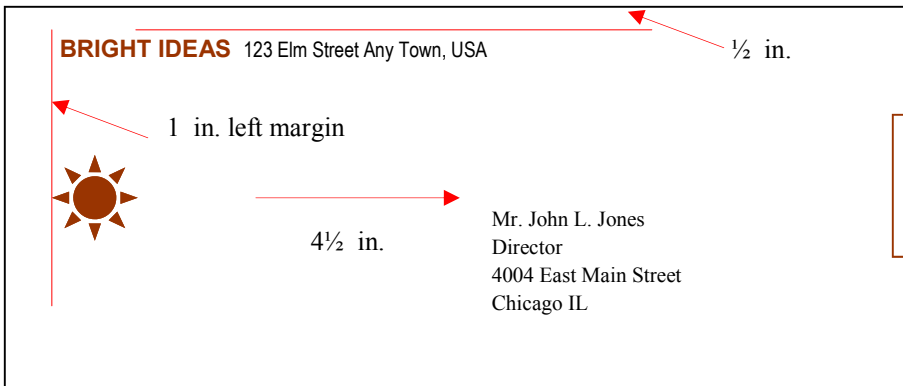 ½ in.
BRIGHT IDEAS 123 Elm Street Any Town, USA
1 in. left margin
4½ in.
Mr. John L. Jones
Director
4004 East Main Street
Chicago IL